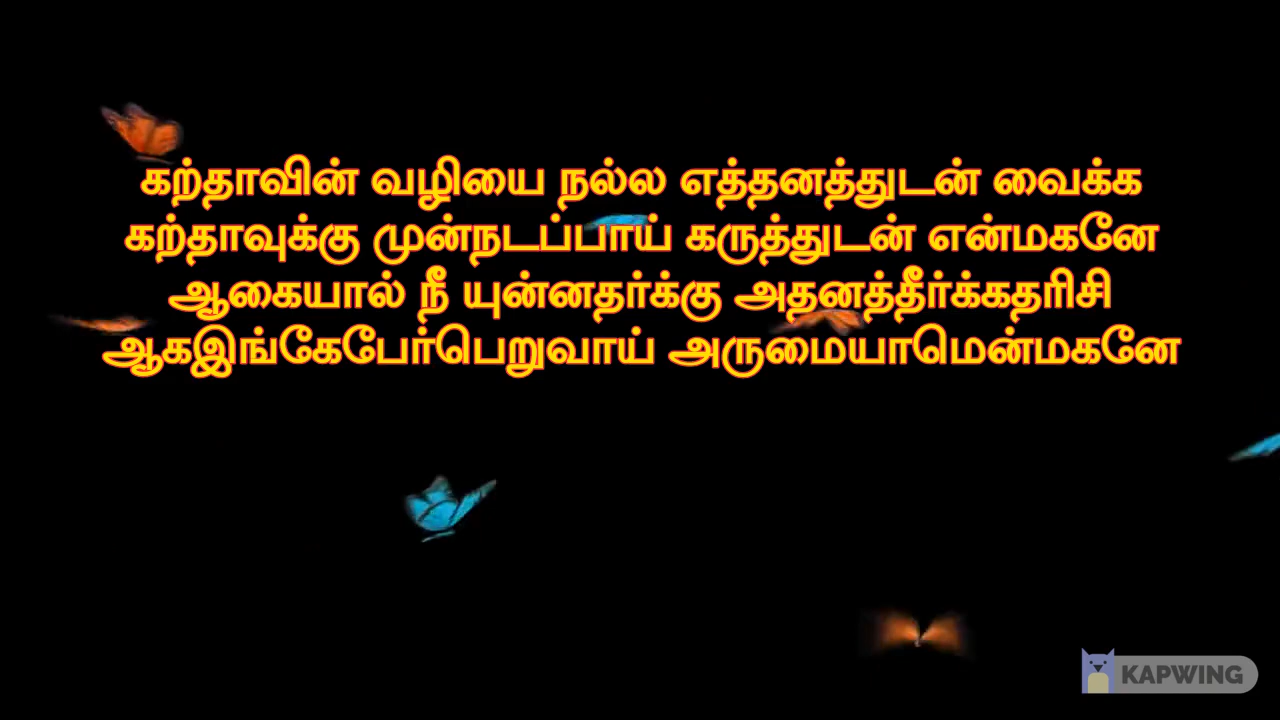 கற்தாவின் வழியை நல்ல எத்தனத்துடன் வைக்க
கற்தாவுக்கு முன்நடப்பாய் கருத்துடன் என்மகனே
ஆகையால் நீ யுன்னதர்க்கு அதனத்தீர்க்கதரிசி
ஆகஇங்கேபேர்பெறுவாய் அருமையாமென்மகனே
KAPWING